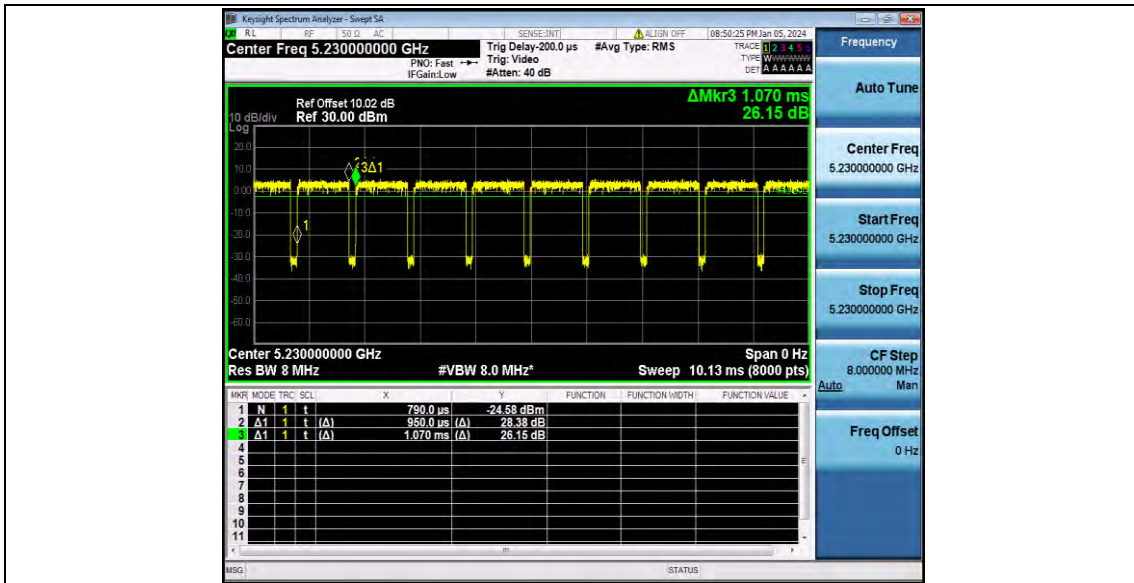 Keysight Spectrum Analyzer - Swept SA
RL RF 50 Ω AC SENSE:INT ALIGN OFF 08:50:25 PM Jan 05, 2024
Center Freq 5.230000000 GHz
PNO: Fast
IFGain:Low
Trig Delay-200.0 µs
Trig: Video
#Atten: 40 dB
#Avg Type: RMS
TRACE 1 2 3 4 5 6
TYPE WWWWWW
DET A A A A A A
Frequency
Auto Tune
Center Freq
5.230000000 GHz
Start Freq
5.230000000 GHz
Stop Freq
5.230000000 GHz
CF Step
8.000000 MHz
Auto Man
Freq Offset
0 Hz
ΔMkr3 1.070 ms
26.15 dB
Ref Offset 10.02 dB
10 dB/div Ref 30.00 dBm
Log
20.0
10.0
0.00
-10.0
-20.0
-30.0
-40.0
-50.0
-60.0
3Δ1
1
Center 5.230000000 GHz Span 0 Hz
Res BW 8 MHz #VBW 8.0 MHz* Sweep 10.13 ms (8000 pts)
MKR MODE TRC SCL X Y FUNCTION FUNCTION WIDTH FUNCTION VALUE
1 N 1 t 790.0 µs -24.58 dBm
2 Δ1 1 t (Δ) 950.0 µs (Δ) 28.38 dB
3 Δ1 1 t (Δ) 1.070 ms (Δ) 26.15 dB
4
5
6
7
8
9
10
11
MSG STATUS